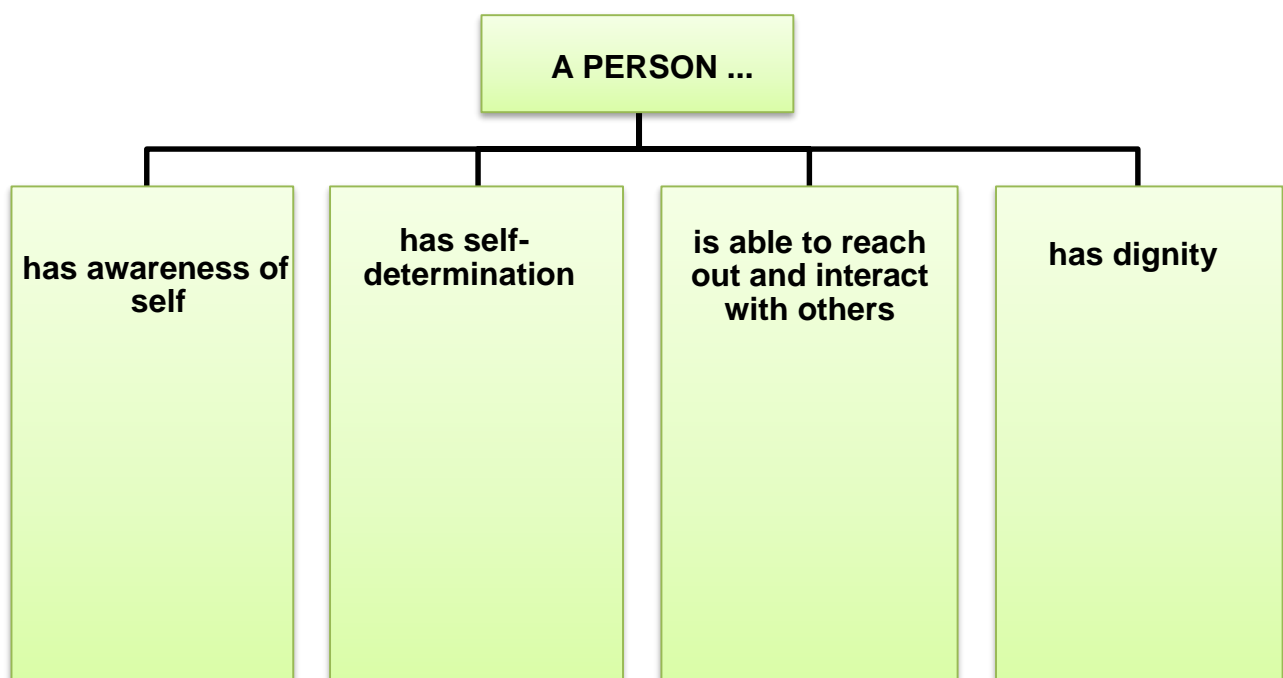 A PERSON ...
has awareness of
self
has self-
determination
is able to reach
out and interact
with others
has dignity